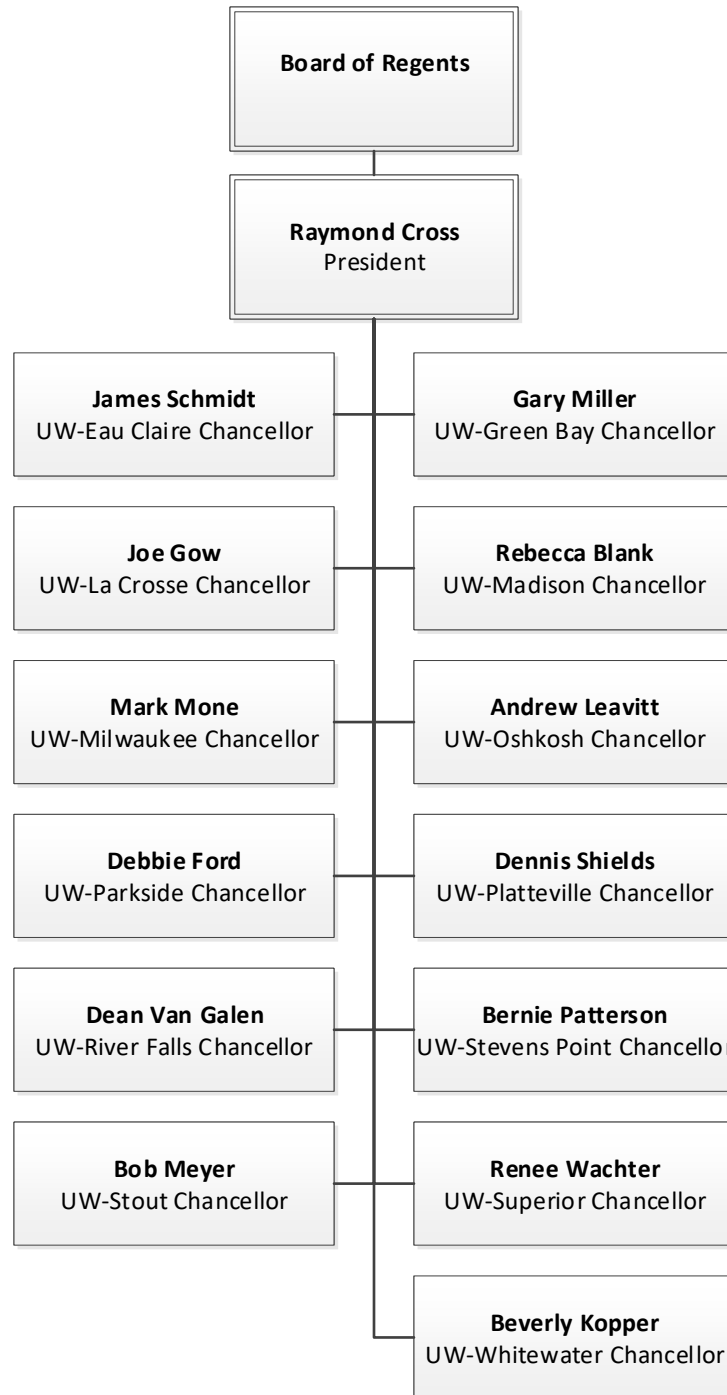 Board of Regents
Raymond Cross
President
James Schmidt
UW-Eau Claire Chancellor
Gary Miller
UW-Green Bay Chancellor
Joe Gow
UW-La Crosse Chancellor
Rebecca Blank
UW-Madison Chancellor
Mark Mone
UW-Milwaukee Chancellor
Andrew Leavitt
UW-Oshkosh Chancellor
Debbie Ford
UW-Parkside Chancellor
Dennis Shields
UW-Platteville Chancellor
Dean Van Galen
UW-River Falls Chancellor
Bernie Patterson
UW-Stevens Point Chancellor
Bob Meyer
UW-Stout Chancellor
Renee Wachter
UW-Superior Chancellor
Beverly Kopper
UW-Whitewater Chancellor